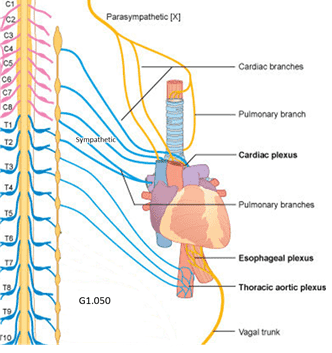 C1
C2
C3
C4
C5
C6
C7
C8
T1
T2
T3
T4
T5
T6
T7
T8
T9
T10
Parasympathetic [X]
Sympathetic
Cardiac branches
Pulmonary branch
Cardiac plexus
Pulmonary branches
Esophageal plexus
Thoracic aortic plexus
Vagal trunk
G1.050